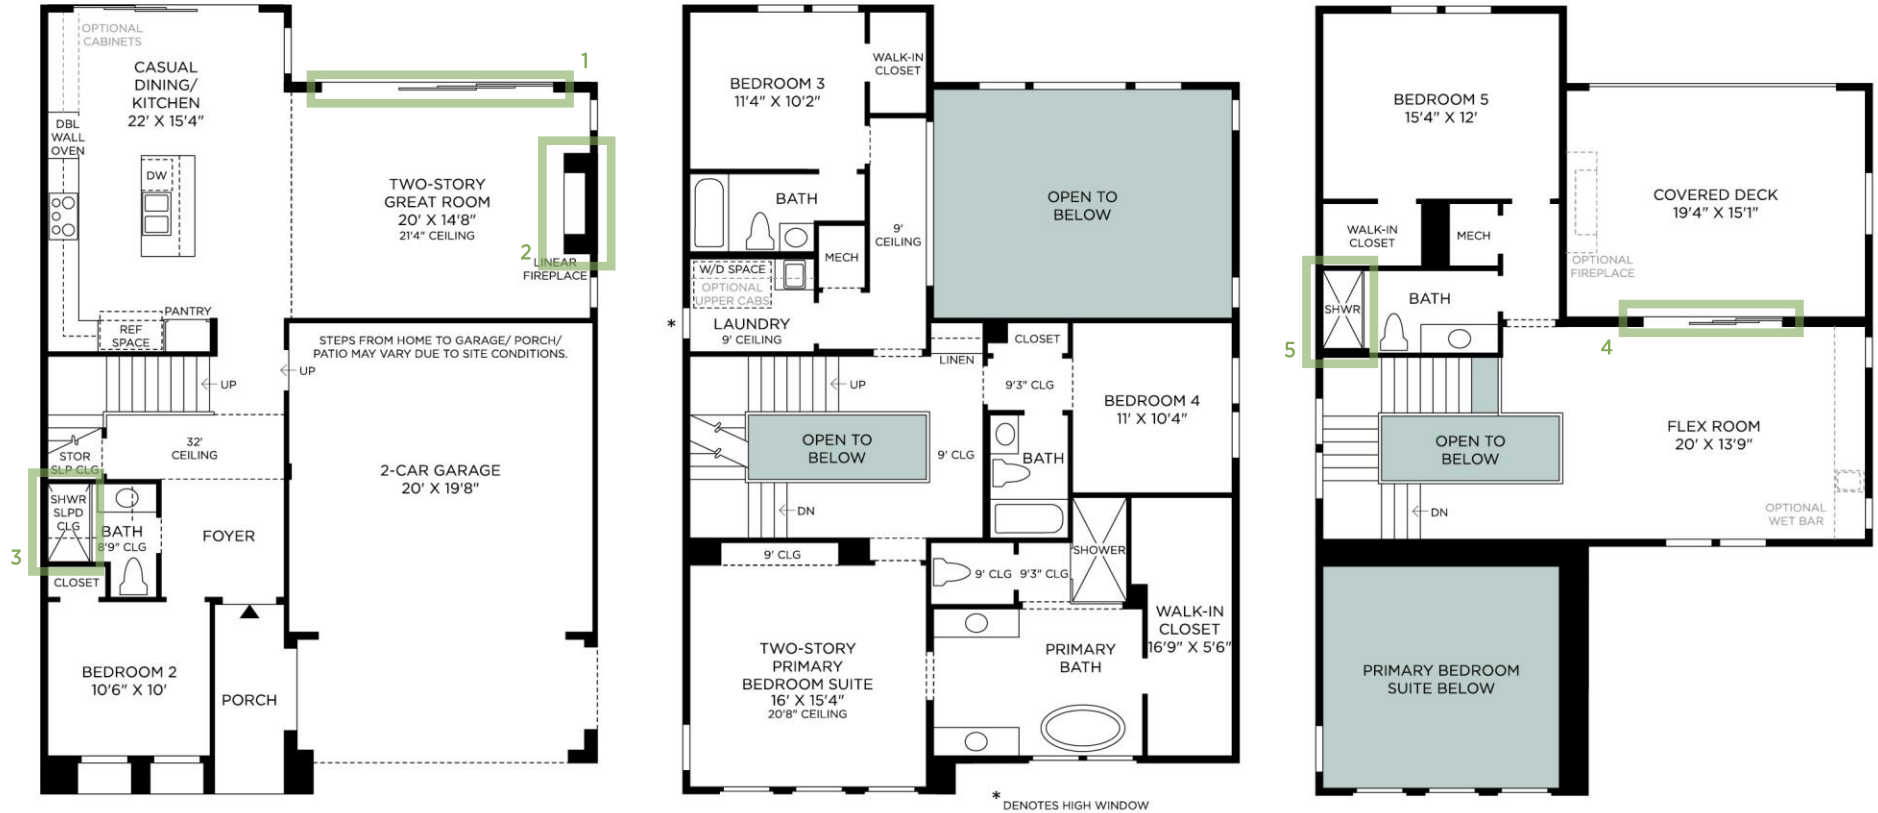 OPTIONAL
CABINETS
CASUAL
DINING/
KITCHEN
22' X 15'4"
DBL
WALL
OVEN
DW
1
TWO-STORY
GREAT ROOM
20' X 14'8"
21'4" CEILING
2
LINEAR
FIREPLACE
PANTRY
REF
SPACE
STEPS FROM HOME TO GARAGE/ PORCH/
PATIO MAY VARY DUE TO SITE CONDITIONS.
UP
UP
32'
CEILING
STOR
SLP CLG
2-CAR GARAGE
20' X 19'8"
SHWR
SLPD
CLG
BATH
8'9" CLG
3
FOYER
CLOSET
BEDROOM 2
10'6" X 10'
PORCH
BEDROOM 3
11'4" X 10'2"
WALK-IN
CLOSET
BATH
OPEN TO
BELOW
9'
CEILING
MECH
W/D SPACE
OPTIONAL
UPPER CABS
LAUNDRY
9' CEILING
*
LINEN
CLOSET
UP
9'3" CLG
BEDROOM 4
11' X 10'4"
OPEN TO
BELOW
9' CLG
BATH
DN
9' CLG
9' CLG
9'3" CLG
SHOWER
WALK-IN
CLOSET
16'9" X 5'6"
TWO-STORY
PRIMARY
BEDROOM SUITE
16' X 15'4"
20'8" CEILING
PRIMARY
BATH
* DENOTES HIGH WINDOW
BEDROOM 5
15'4" X 12'
COVERED DECK
19'4" X 15'1"
WALK-IN
CLOSET
MECH
OPTIONAL
FIREPLACE
SHWR
BATH
5
4
OPEN TO
BELOW
FLEX ROOM
20' X 13'9"
DN
OPTIONAL
WET BAR
PRIMARY BEDROOM
SUITE BELOW